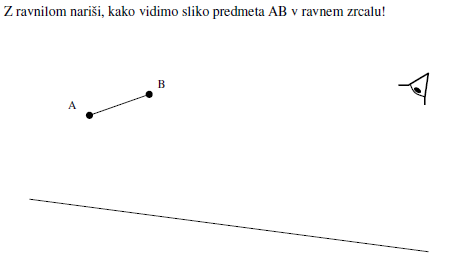 Z ravnilom nariši, kako vidimo sliko predmeta AB v ravnem zrcalu!
B
A